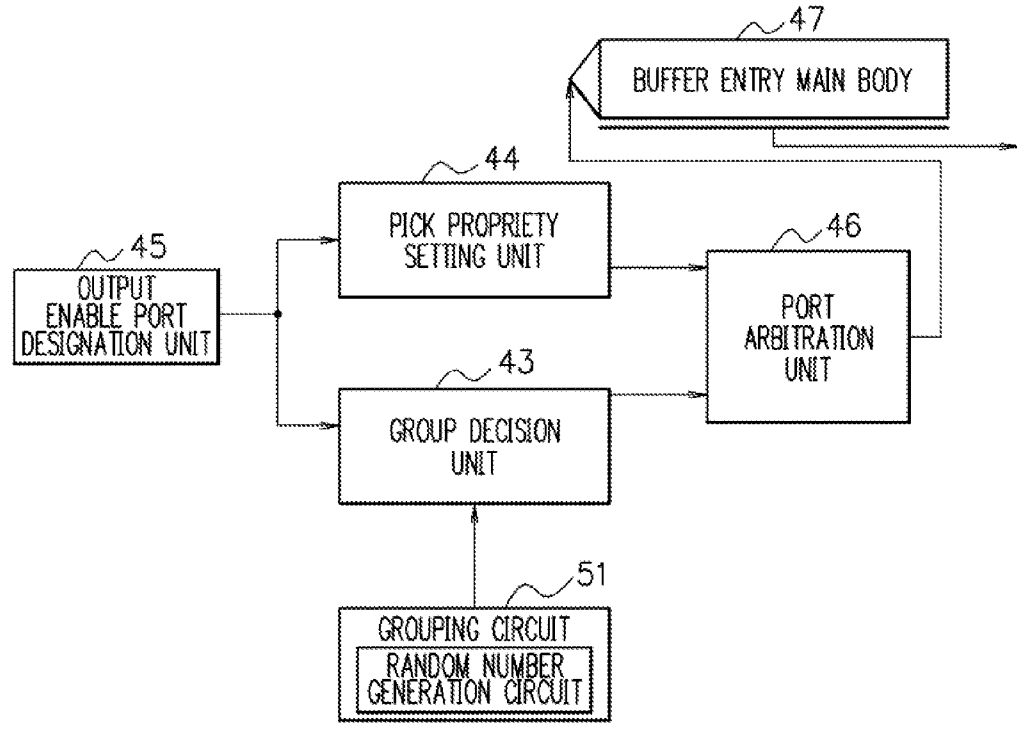 47
BUFFER ENTRY MAIN BODY
44
PICK PROPRIETY
SETTING UNIT
45
OUTPUT
ENABLE PORT
DESIGNATION UNIT
46
PORT
ARBITRATION
UNIT
43
GROUP DECISION
UNIT
51
GROUPING CIRCUIT
RANDOM NUMBER
GENERATION CIRCUIT